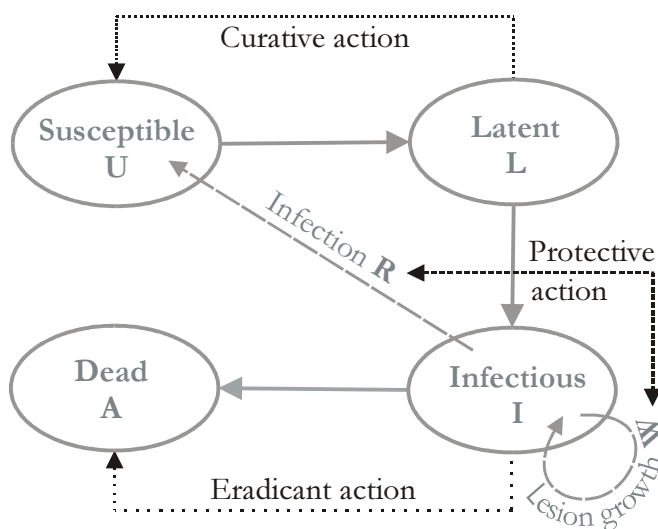 Curative action
Susceptible
U
Latent
L
Infection R
Protective
action
Dead
A
Infectious
I
Eradicant action
Lesion growth